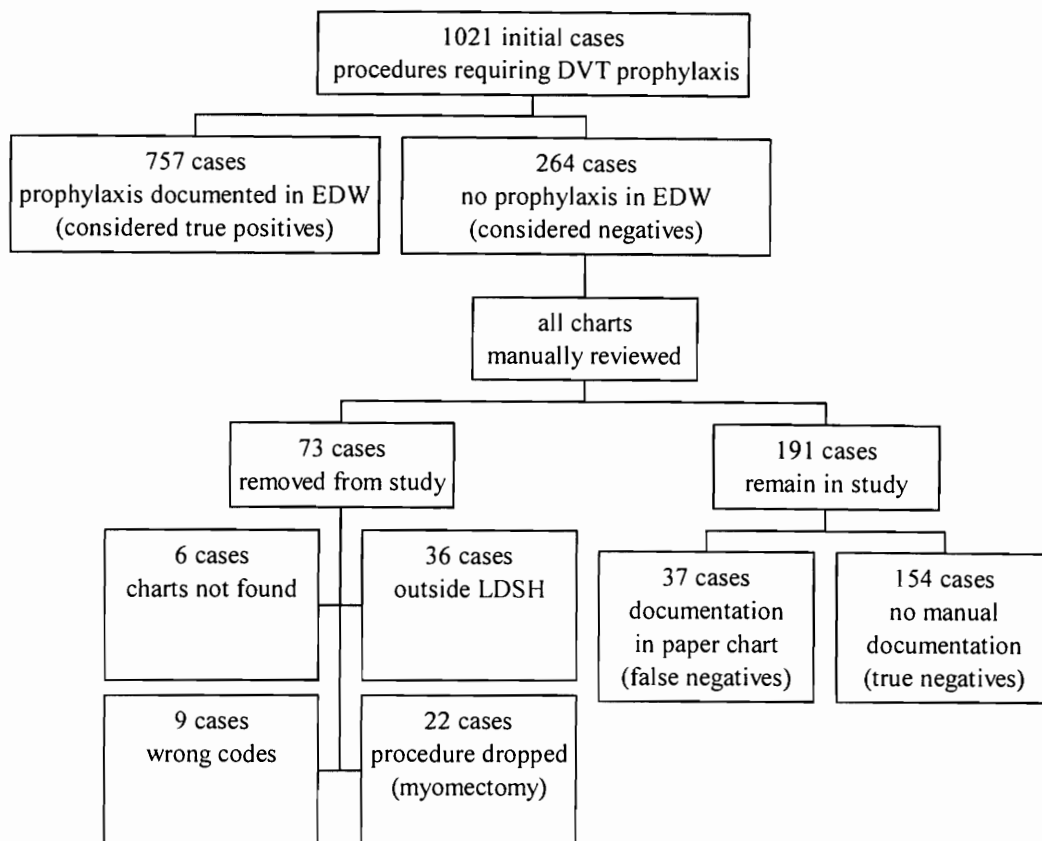 1021 initial cases
procedures requiring DVT prophylaxis
757 cases
prophylaxis documented in EDW
(considered true positives)
264 cases
no prophylaxis in EDW
(considered negatives)
all charts
manually reviewed
73 cases
removed from study
191 cases
remain in study
6 cases
charts not found
36 cases
outside LDSH
37 cases
documentation
in paper chart
(false negatives)
154 cases
no manual
documentation
(true negatives)
9 cases
wrong codes
22 cases
procedure dropped
(myomectomy)